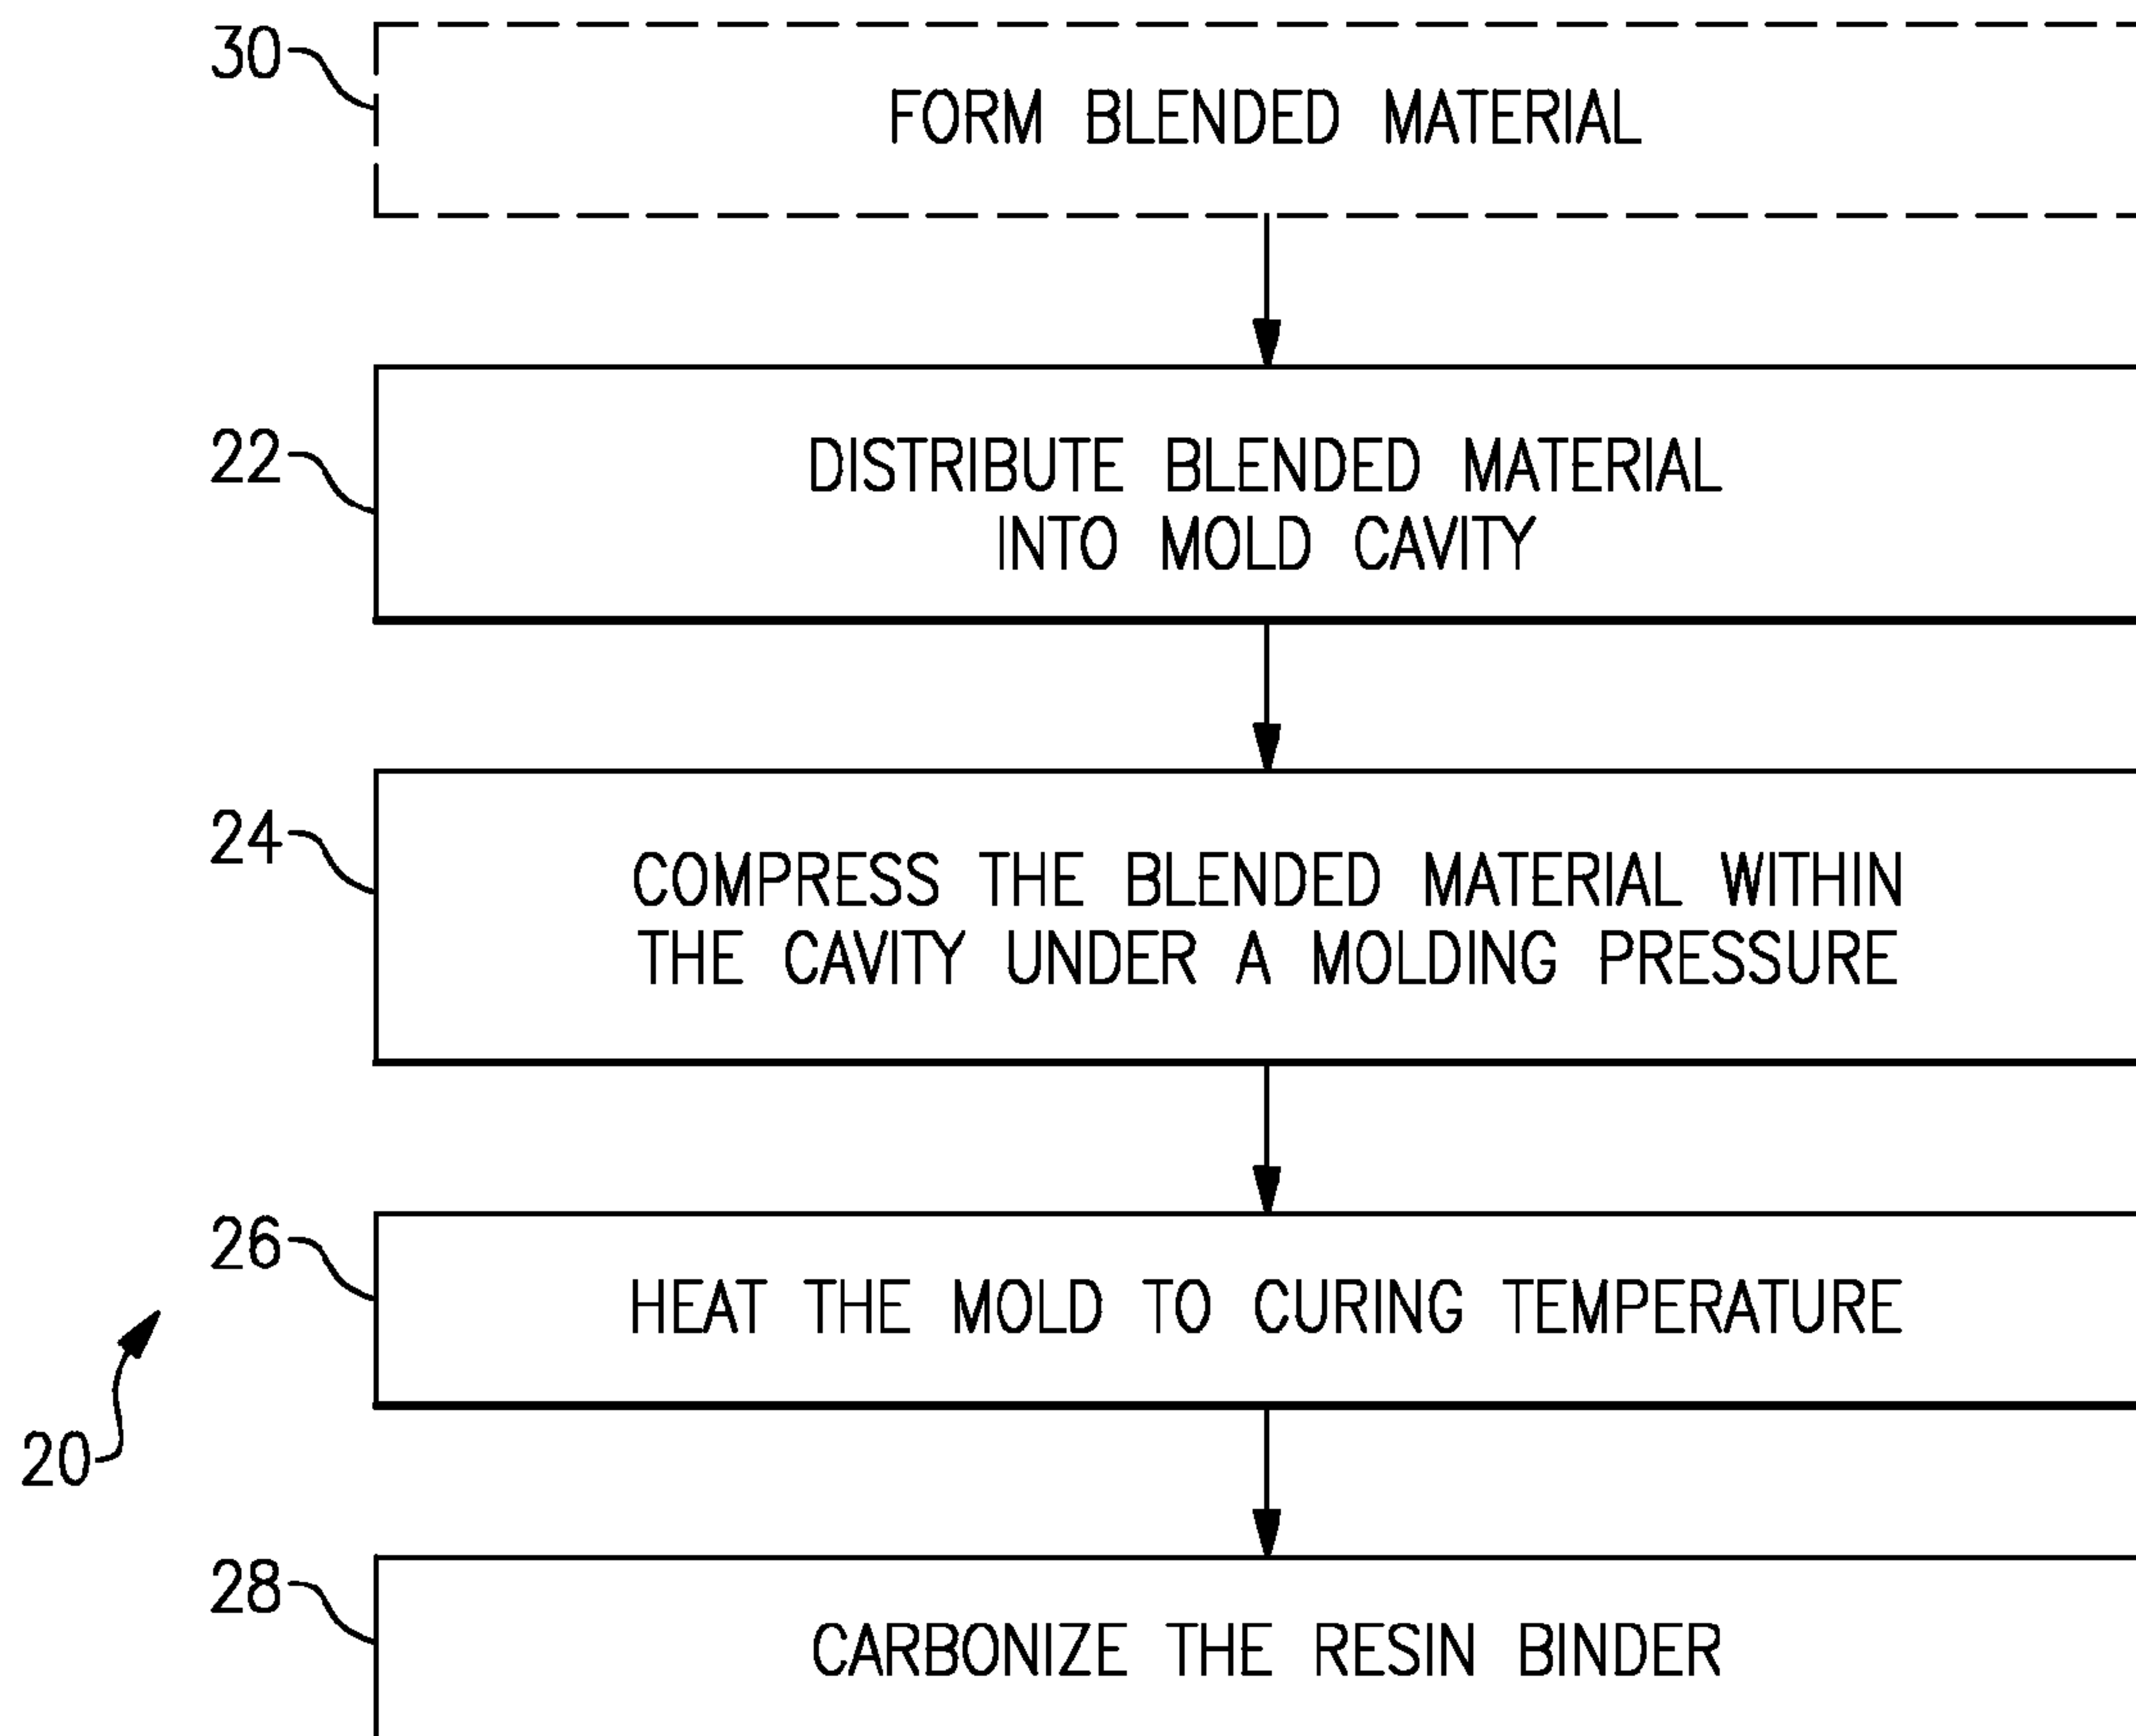 30
FORM BLENDED MATERIAL
22
DISTRIBUTE BLENDED MATERIAL
INTO MOLD CAVITY
24
COMPRESS THE BLENDED MATERIAL WITHIN
THE CAVITY UNDER A MOLDING PRESSURE
26
HEAT THE MOLD TO CURING TEMPERATURE
20
28
CARBONIZE THE RESIN BINDER